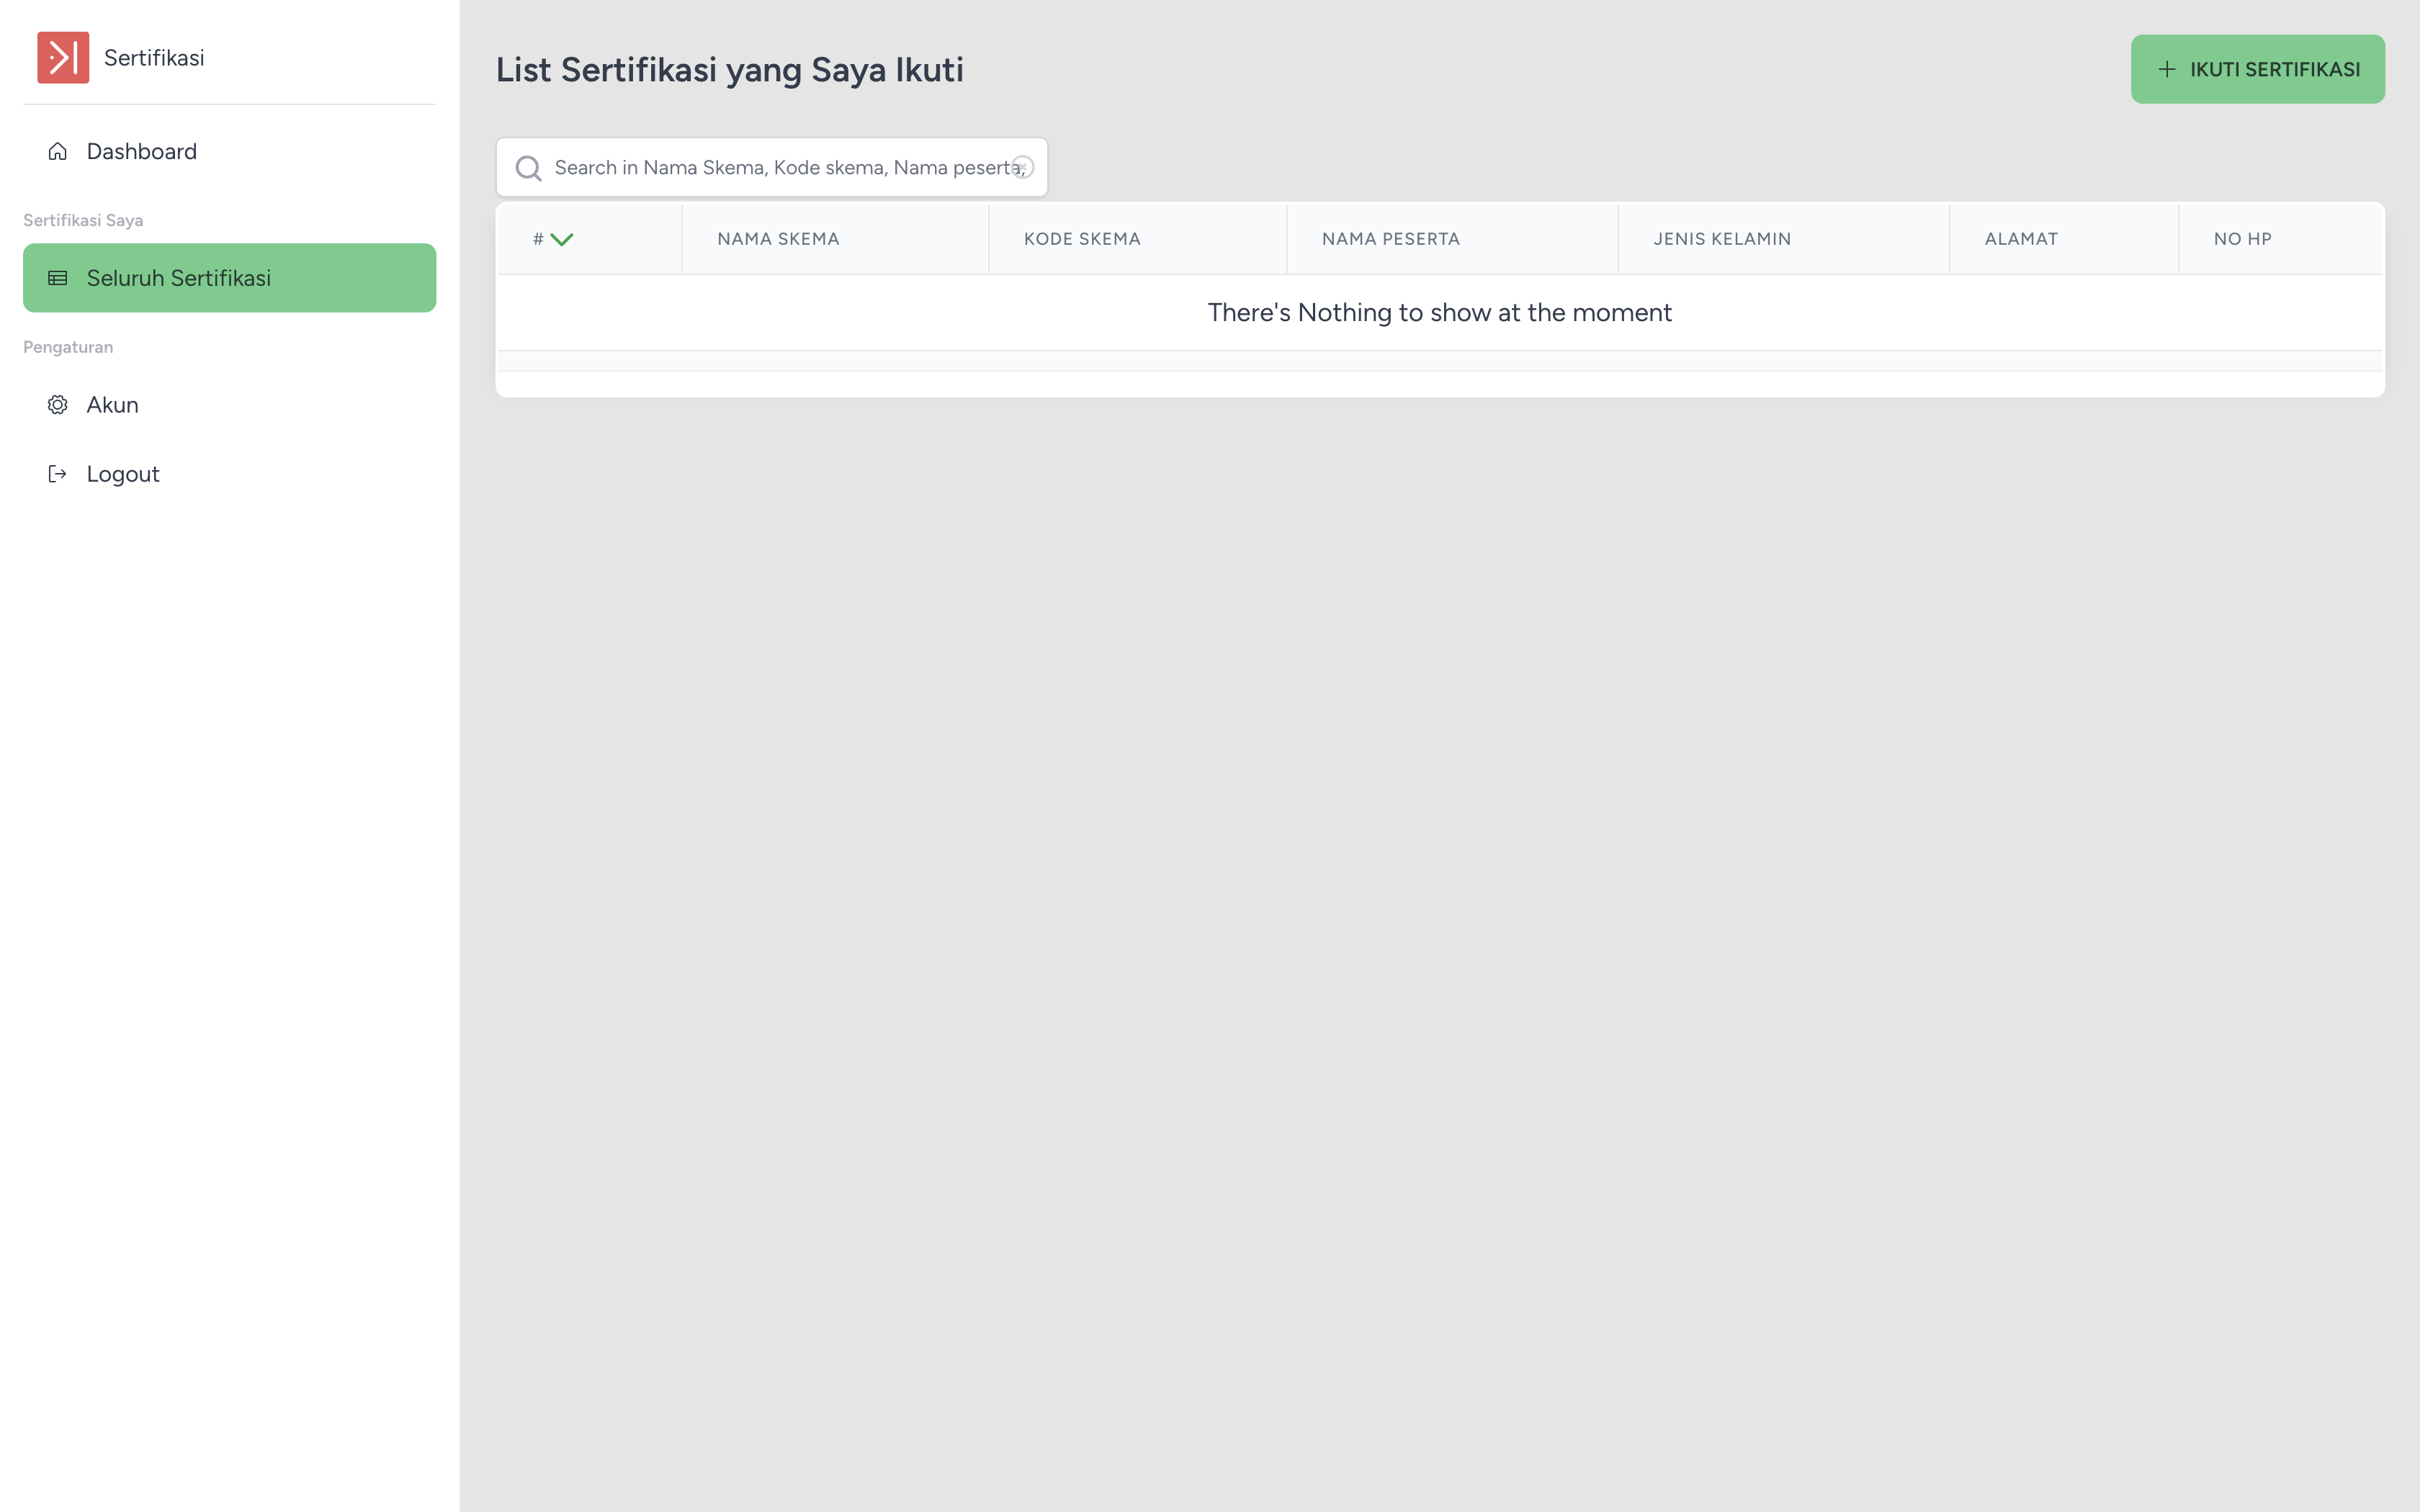 Sertifikasi
Dashboard
Sertifikasi Saya
Seluruh Sertifikasi
Pengaturan
Akun
Logout
List Sertifikasi yang Saya Ikuti
IKUTI SERTIFIKASI
Search in Nama Skema, Kode skema, Nama peserta,
# NAMA SKEMA KODE SKEMA NAMA PESERTA JENIS KELAMIN ALAMAT NO HP
There's Nothing to show at the moment